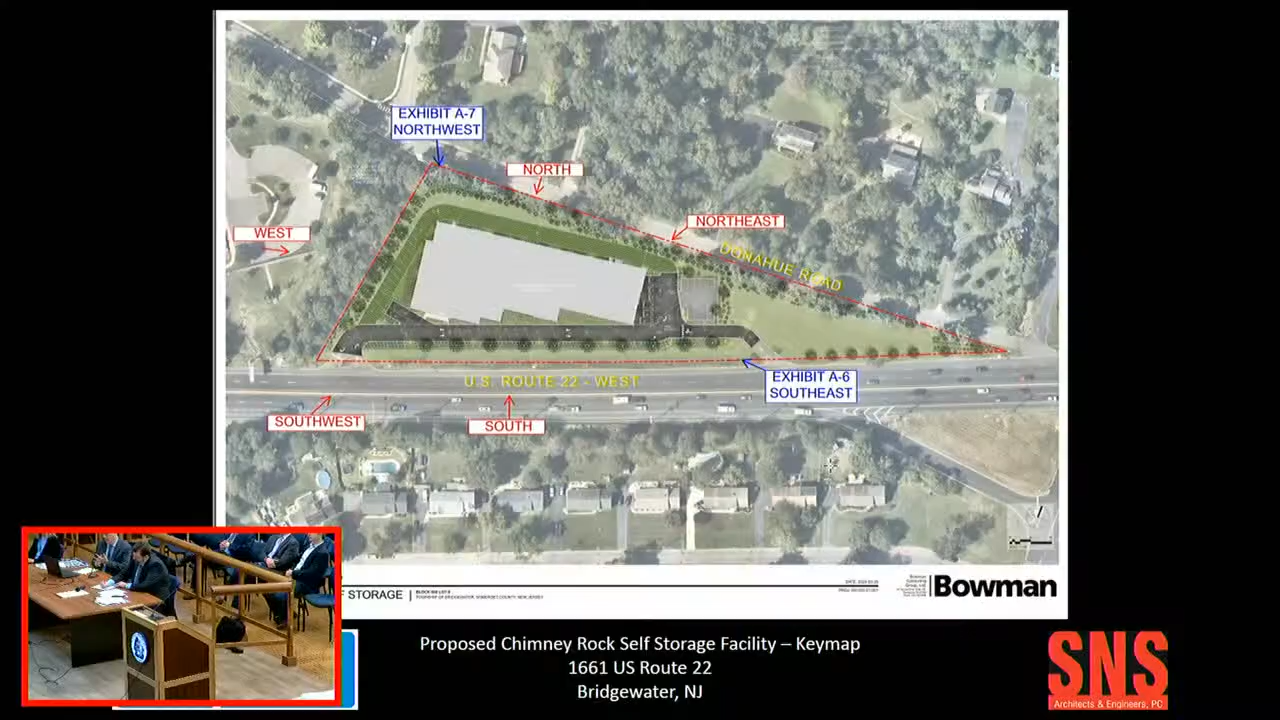 EXHIBIT A-7
NORTHWEST
NORTH
NORTHEAST
WEST
DONAHUE ROAD
U.S. ROUTE 22 - WEST
EXHIBIT A-6
SOUTHEAST
SOUTHWEST
SOUTH
STORAGE
Bowman
Proposed Chimney Rock Self Storage Facility – Keymap
1661 US Route 22
Bridgewater, NJ
SNS
Architects & Engineers, PC